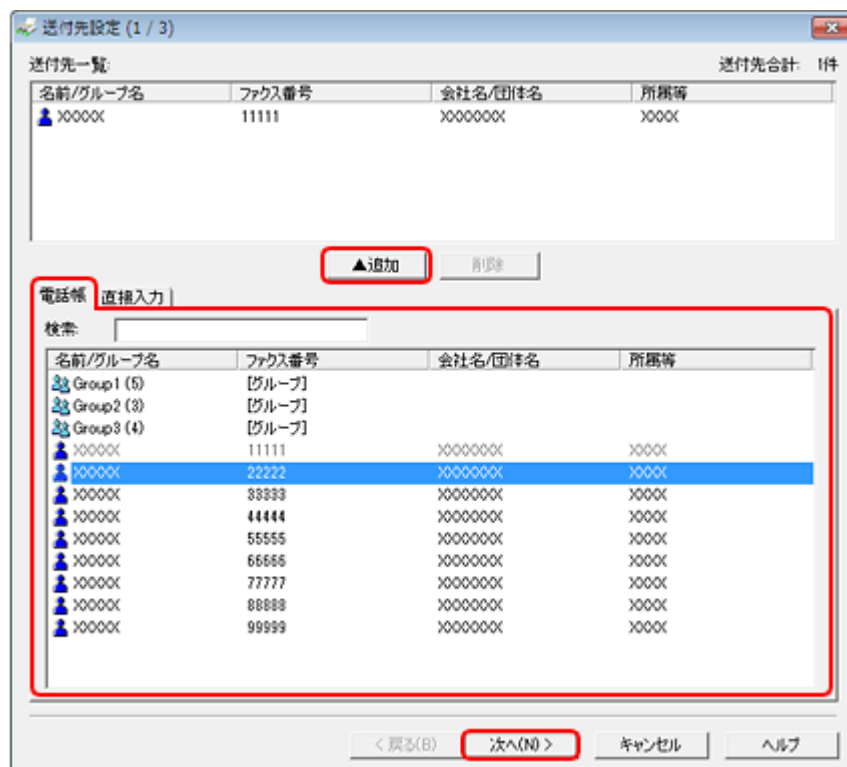 送付先設定 (1 / 3)
送付先一覧: 送付先合計: 1件
名前/グループ名 ファクス番号 会社名/団体名 所属等
XXXXX 11111 XXXXXXX XXXX
▲追加 削除
電話帳 直接入力
検索:
名前/グループ名 ファクス番号 会社名/団体名 所属等
Group1 (5) [グループ]
Group2 (3) [グループ]
Group3 (4) [グループ]
XXXXX 11111 XXXXXXX XXXX
XXXXX 22222 XXXXXXX XXXX
XXXXX 33333 XXXXXXX XXXX
XXXXX 44444 XXXXXXX XXXX
XXXXX 55555 XXXXXXX XXXX
XXXXX 66666 XXXXXXX XXXX
XXXXX 77777 XXXXXXX XXXX
XXXXX 88888 XXXXXXX XXXX
XXXXX 99999 XXXXXXX XXXX
< 戻る(B) 次へ(N) > キャンセル ヘルプ